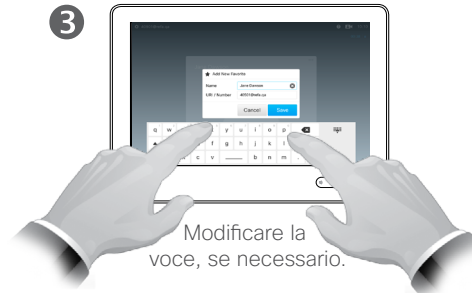 3
Add New Favorite
Name
URI / Number
Cancel Save
q w y u i o p
f g h j k l
c v b n m
Modificare la
voce, se necessario.